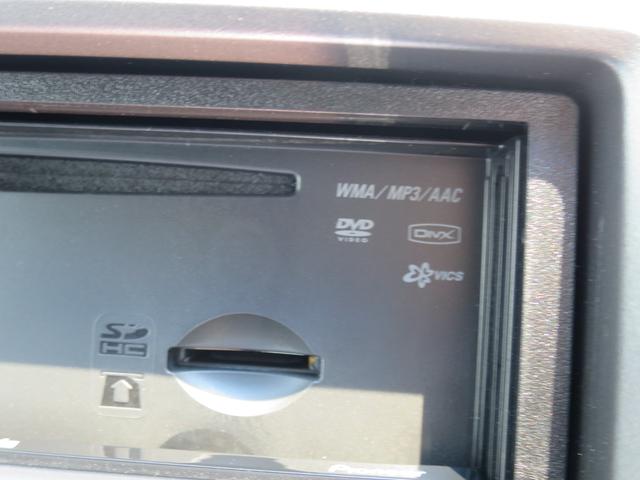 WMA/MP3/AAC
DVD
VIDEO
DivX
VICS
SD
HC